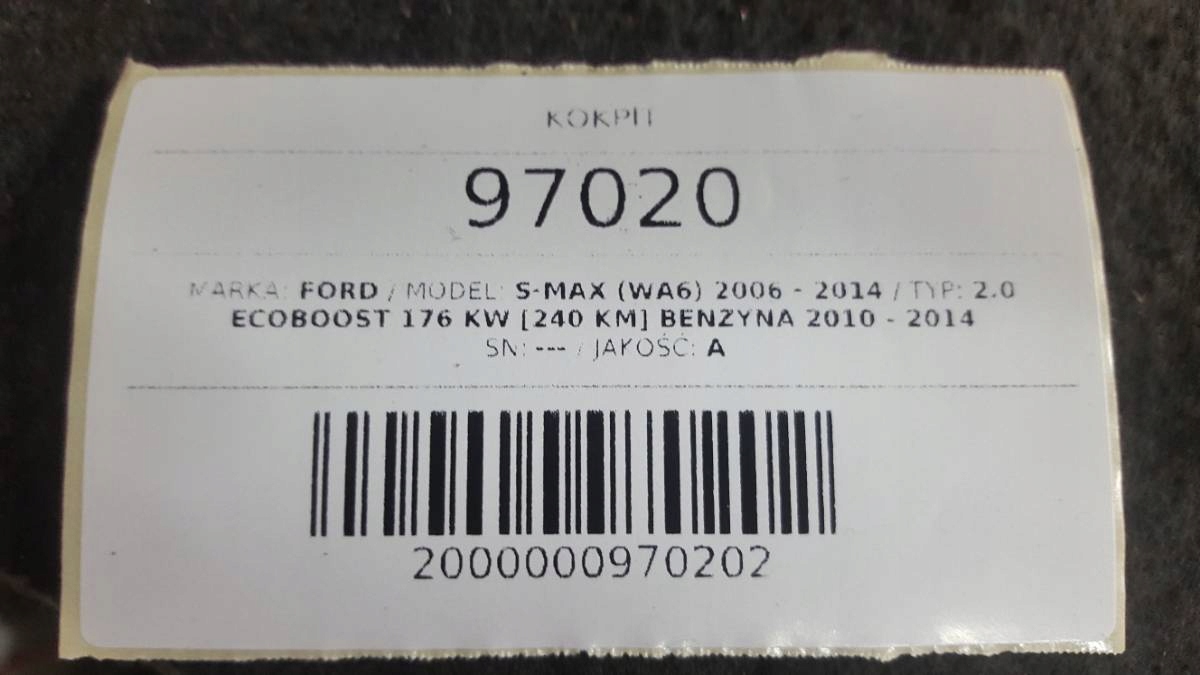 KOKPIT
97020
MARKA: FORD / MODEL: S-MAX (WA6) 2006 - 2014 / TYP: 2.0
ECOBOOST 176 KW [240 KM] BENZYNA 2010 - 2014
SN: --- / JAKOŚĆ: A
2000000970202